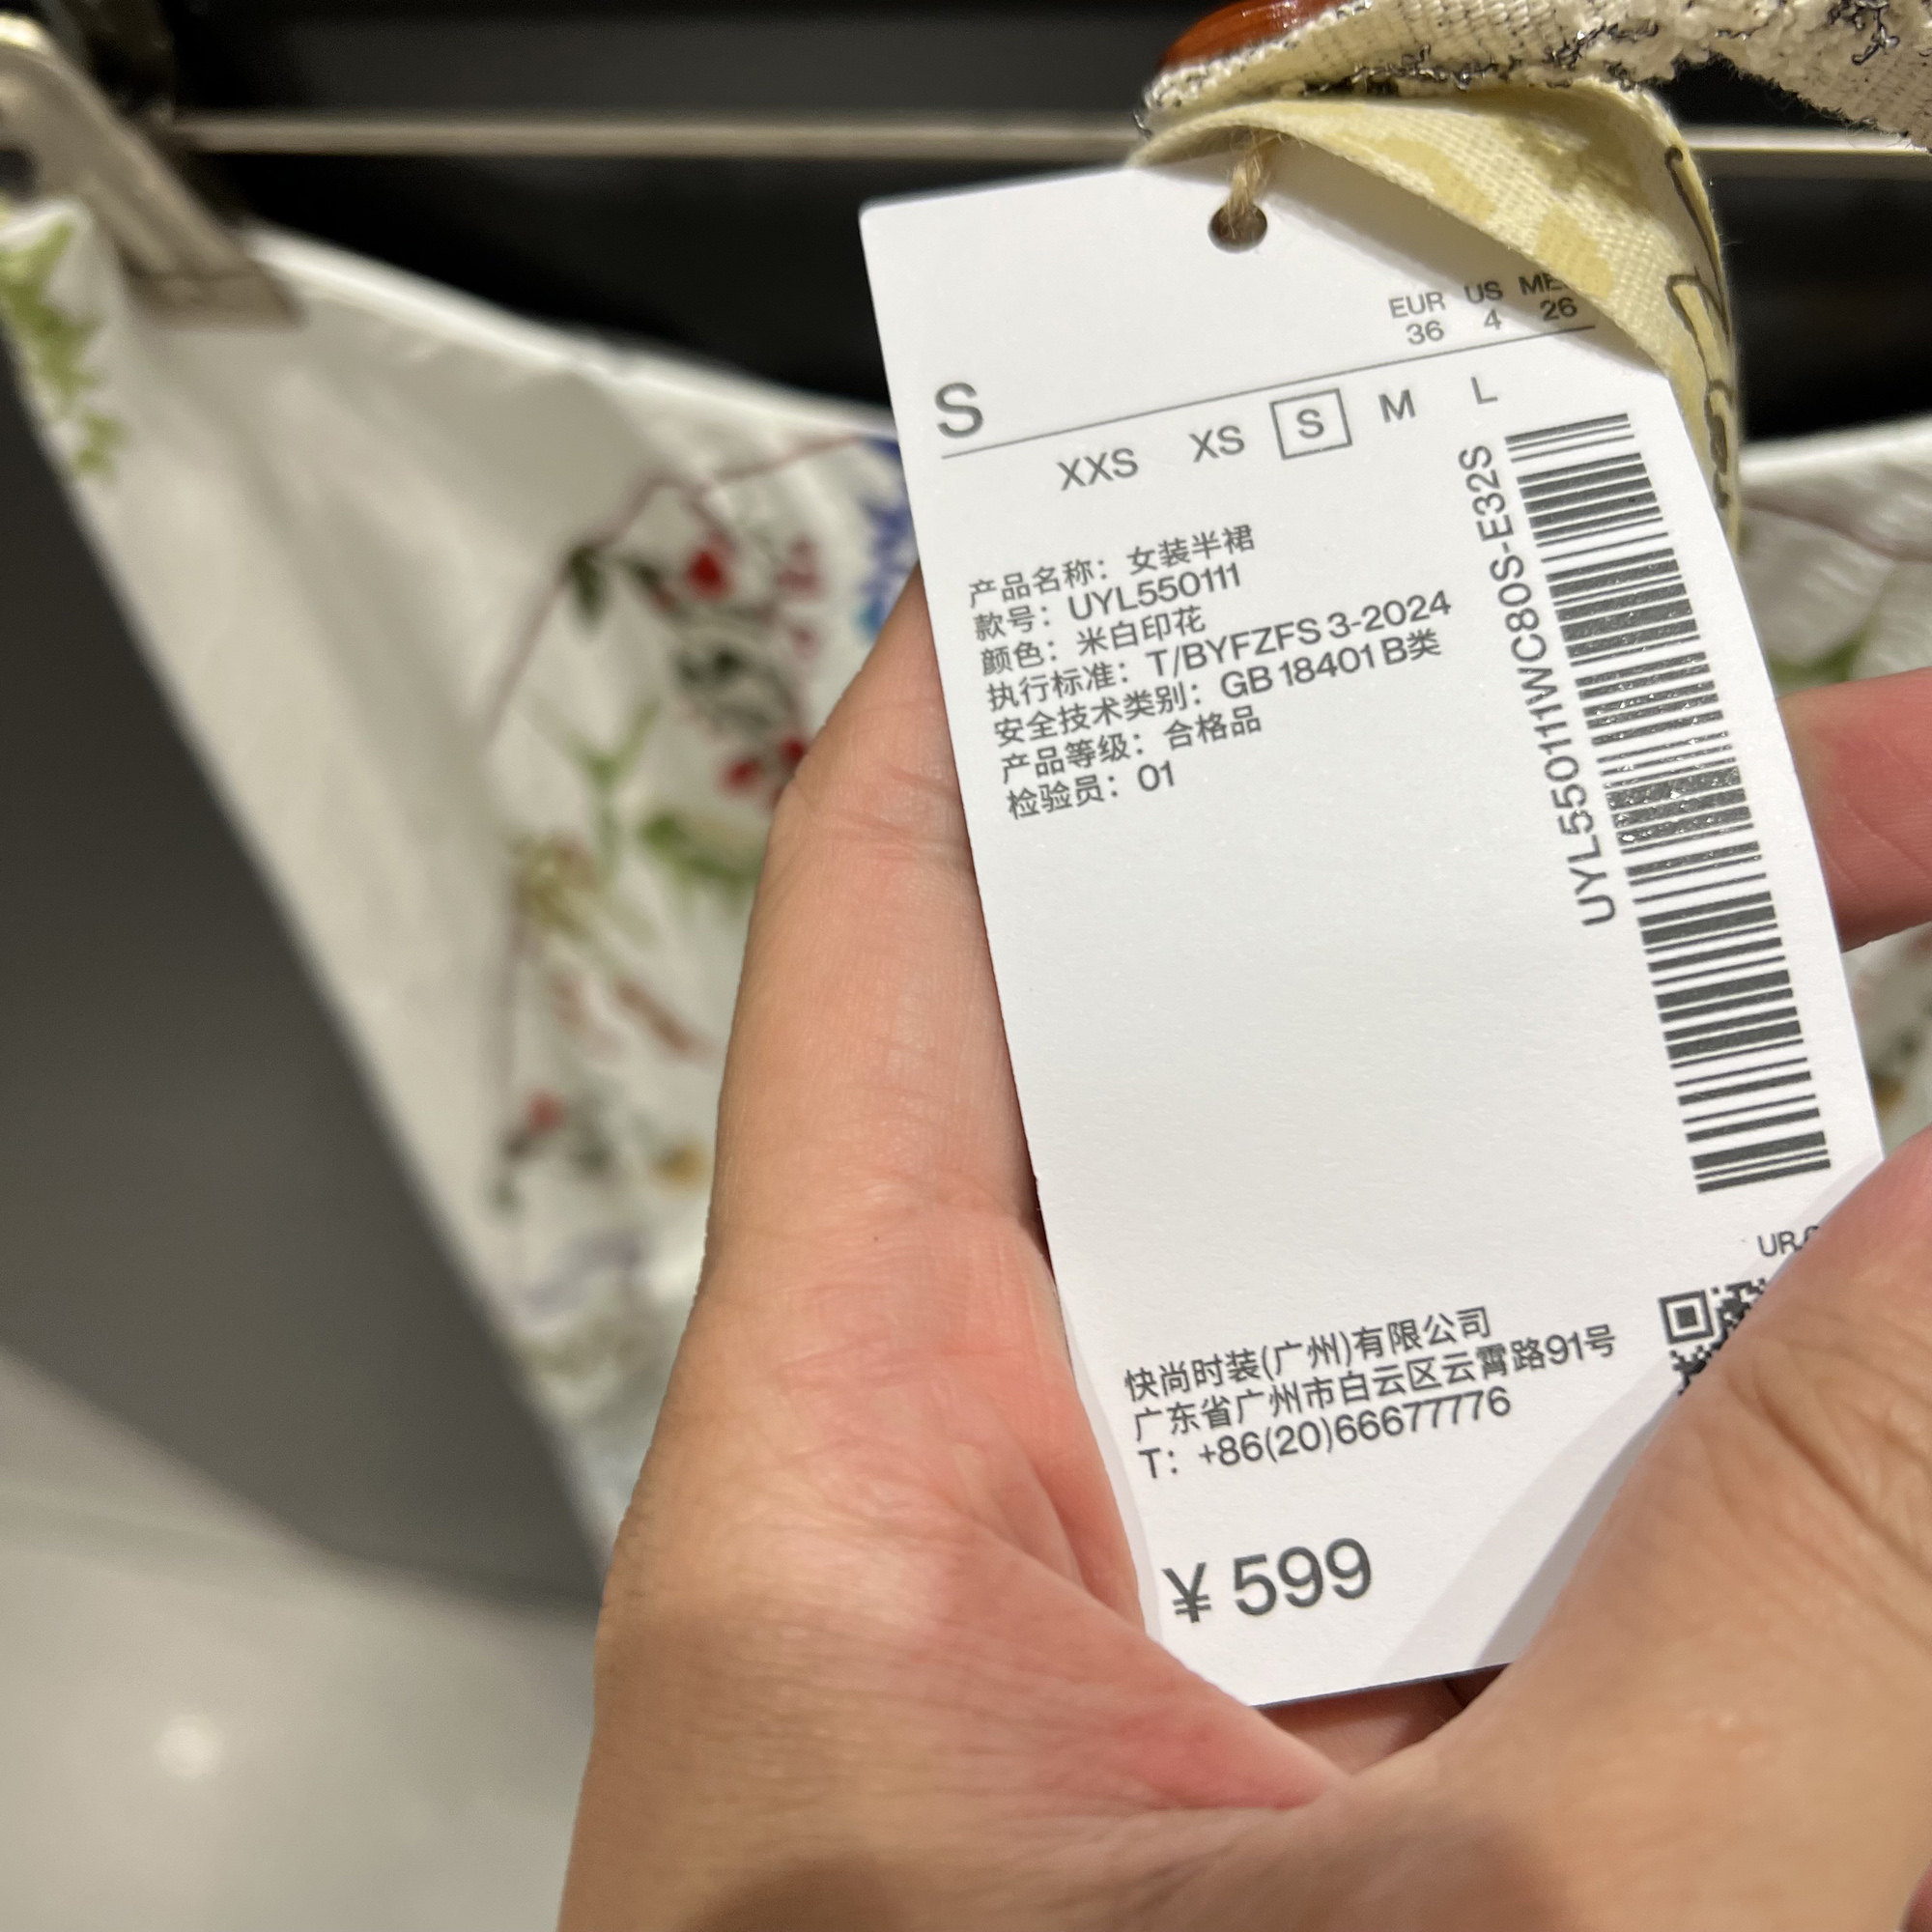 EUR US
36 4 26
S
XXS XS S M L
产品名称：女装半裙
款号：UYL550111
颜色：米白印花
执行标准：T/BYFZFS 3-2024
安全技术类别：GB 18401 B类
产品等级：合格品
检验员：01
UYL550111WC80S-E32S
快尚时装(广州)有限公司
广东省广州市白云区云霄路91号
T：+86(20)66677776
¥ 599